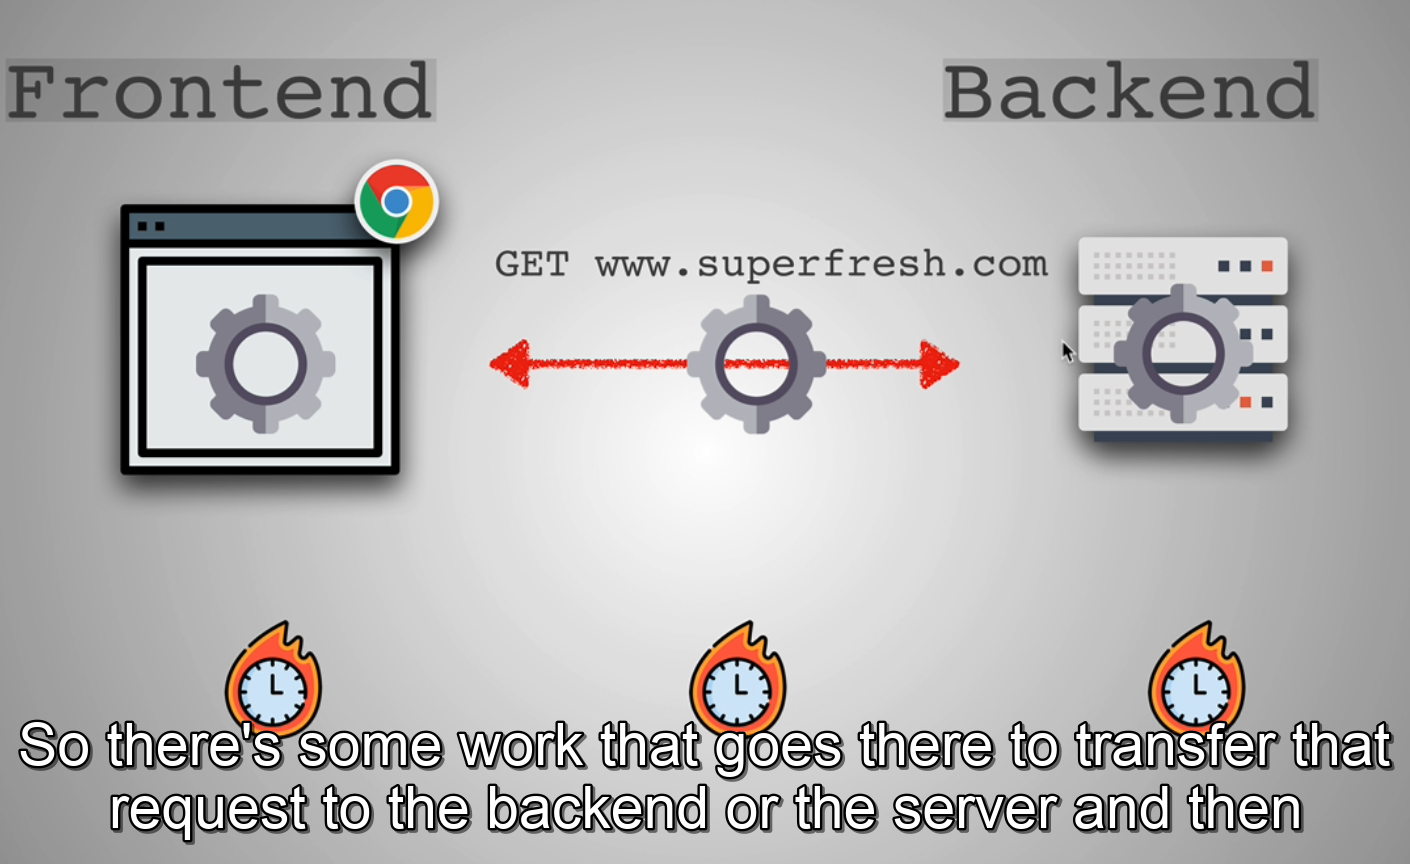 Frontend
Backend
GET www.superfresh.com
So there's some work that goes there to transfer that
request to the backend or the server and then